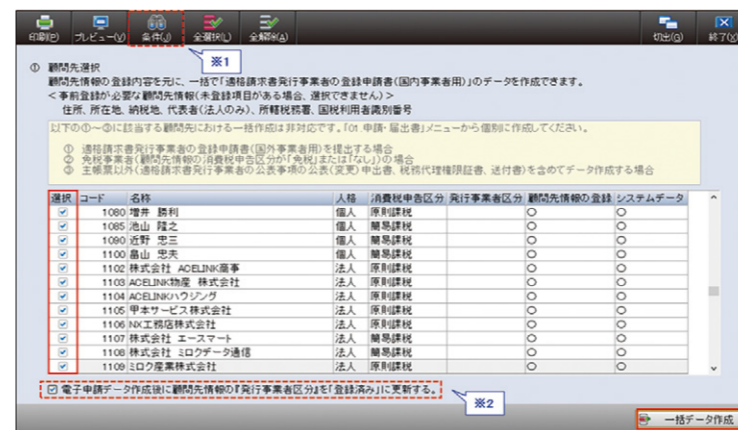 印刷(P) プレビュー(V) 条件(J) 全選択(L) 全解除(A) 切出(G) 終了(X)
※1
① 顧問先選択
顧問先情報の登録内容を元に、一括で「適格請求書発行事業者の登録申請書(国内事業者用)」のデータを作成できます。
<事前登録が必要な顧問先情報(未登録項目がある場合、選択できません)>
住所、所在地、納税地、代表者(法人のみ)、所轄税務署、国税利用者識別番号
以下の①~③に該当する顧問先における一括作成は非対応です。「01.申請・届出書」メニューから個別に作成してください。
① 適格請求書発行事業者の登録申請書(国外事業者用)を提出する場合
② 免税事業者(顧問先情報の消費税申告区分が「免税」または「なし」)の場合
③ 主帳票以外(適格請求書発行事業者の公表事項の公表(変更)申出書、税務代理権限証書、送付書)を含めてデータ作成する場合
選択 コード 名称 人格 消費税申告区分 発行事業者区分 顧問先情報の登録 システムデータ
1080 増井 勝利 個人 原則課税 ○ ○
1085 池山 隆之 個人 簡易課税 ○ ○
1090 近野 忠三 個人 簡易課税 ○ ○
1100 畠山 忠夫 個人 簡易課税 ○ ○
1102 株式会社 ACELINK商事 法人 原則課税 ○ ○
1103 ACELINK物産 株式会社 法人 原則課税 ○ ○
1104 ACELINKハウジング 法人 原則課税 ○ ○
1105 甲本サービス株式会社 法人 原則課税 ○ ○
1106 NX工務店株式会社 法人 原則課税 ○ ○
1107 株式会社 エースマート 法人 簡易課税 ○ ○
1108 株式会社 ミロクデータ通信 法人 簡易課税 ○ ○
1109 ミロク産業株式会社 法人 原則課税 ○ ○
電子申請データ作成後に顧問先情報の『発行事業者区分』を「登録済み」に更新する。
※2
一括データ作成